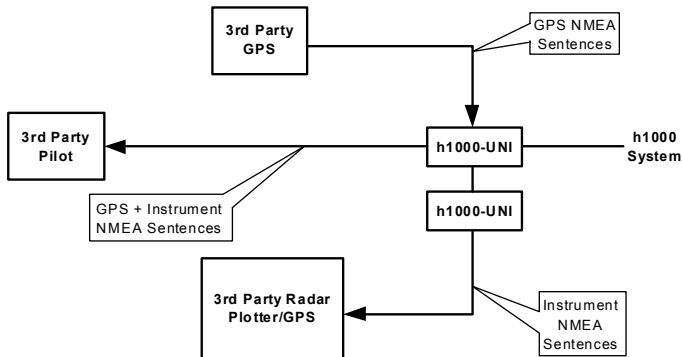 3rd Party
GPS
GPS NMEA
Sentences
3rd Party
Pilot
h1000-UNI
h1000
System
GPS + Instrument
NMEA Sentences
h1000-UNI
3rd Party Radar
Plotter/GPS
Instrument
NMEA
Sentences